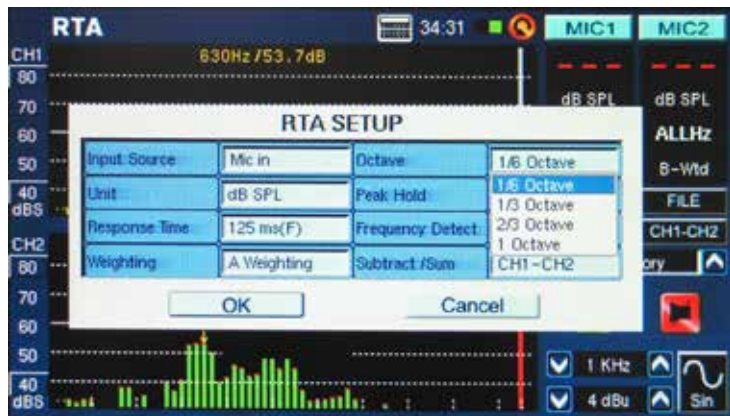 RTA 34:31 MIC1 MIC2
CH1 630Hz/53.7dB
80
70 dB SPL dB SPL
RTA SETUP
60 ALLHz
Input Source Mic in Octave 1/6 Octave
50 B-Wtd
Unit dB SPL Peak Hold 1/6 Octave
40 1/3 Octave FILE
dBS
Response Time 125 ms(F) Frequency Detect 2/3 Octave
CH2 1 Octave CH1-CH2
80 Weighting A Weighting Subtract /Sum CH1-CH2 ory
70 OK Cancel
60
50 1 KHz
40
dBS 4 dBu Sin